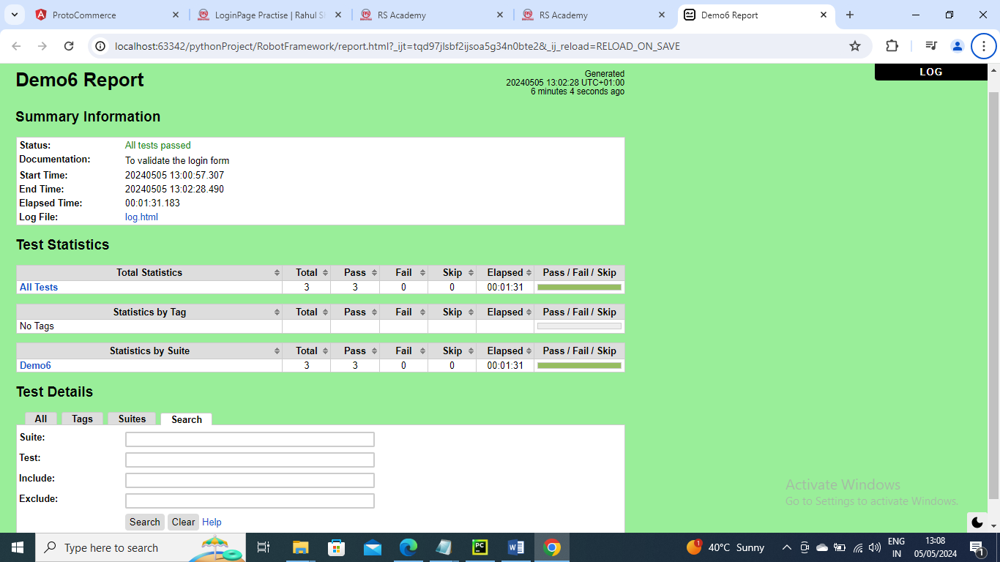 ProtoCommerce
LoginPage Practise | Rahul S
RS Academy
RS Academy
Demo6 Report
localhost:63342/pythonProject/RobotFramework/report.html?_ijt=tqd97jlsbf2ijsoa5g34n0bte2&_ij_reload=RELOAD_ON_SAVE
LOG
Demo6 Report
Generated
20240505 13:02:28 UTC+01:00
6 minutes 4 seconds ago
Summary Information
Status: All tests passed
Documentation: To validate the login form
Start Time: 20240505 13:00:57.307
End Time: 20240505 13:02:28.490
Elapsed Time: 00:01:31.183
Log File: log.html
Test Statistics
Total Statistics Total Pass Fail Skip Elapsed Pass / Fail / Skip
All Tests 3 3 0 0 00:01:31
Statistics by Tag Total Pass Fail Skip Elapsed Pass / Fail / Skip
No Tags
Statistics by Suite Total Pass Fail Skip Elapsed Pass / Fail / Skip
Demo6 3 3 0 0 00:01:31
Test Details
All Tags Suites Search
Suite:
Test:
Include:
Exclude:
Search Clear Help
Activate Windows
Go to Settings to activate Windows.
Type here to search
PC
W
1
40°C Sunny
ENG
IN
13:08
05/05/2024
1